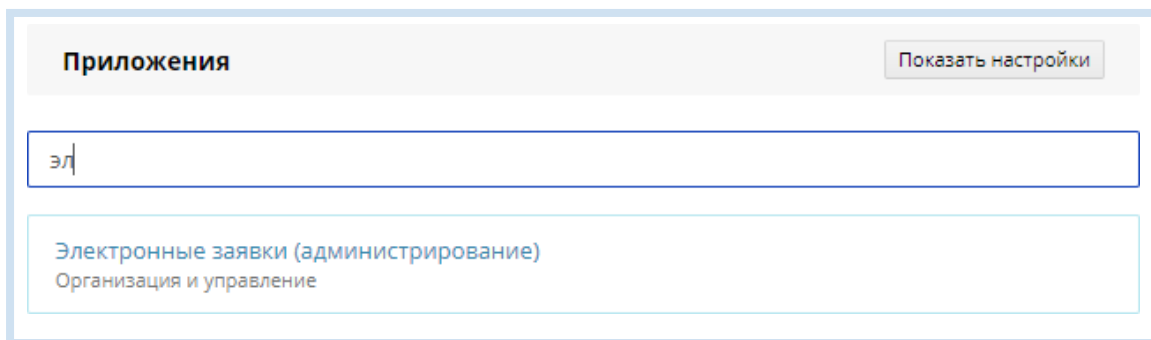 Приложения
Показать настройки
эл
Электронные заявки (администрирование)
Организация и управление